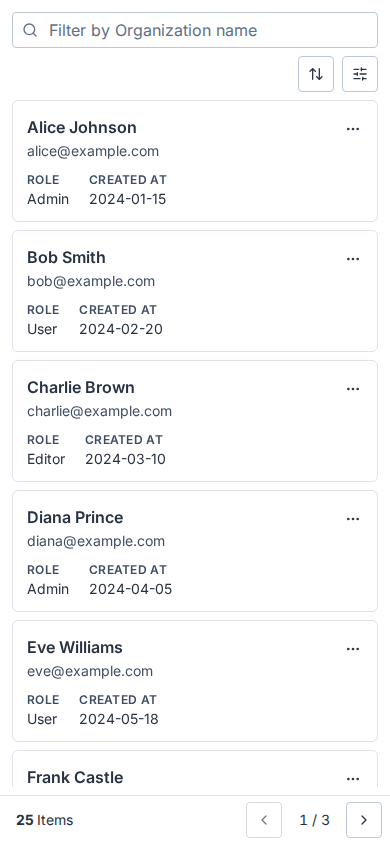 Filter by Organization name
Alice Johnson
alice@example.com
ROLE CREATED AT
Admin 2024-01-15
Bob Smith
bob@example.com
ROLE CREATED AT
User 2024-02-20
Charlie Brown
charlie@example.com
ROLE CREATED AT
Editor 2024-03-10
Diana Prince
diana@example.com
ROLE CREATED AT
Admin 2024-04-05
Eve Williams
eve@example.com
ROLE CREATED AT
User 2024-05-18
Frank Castle
25 Items 1 / 3